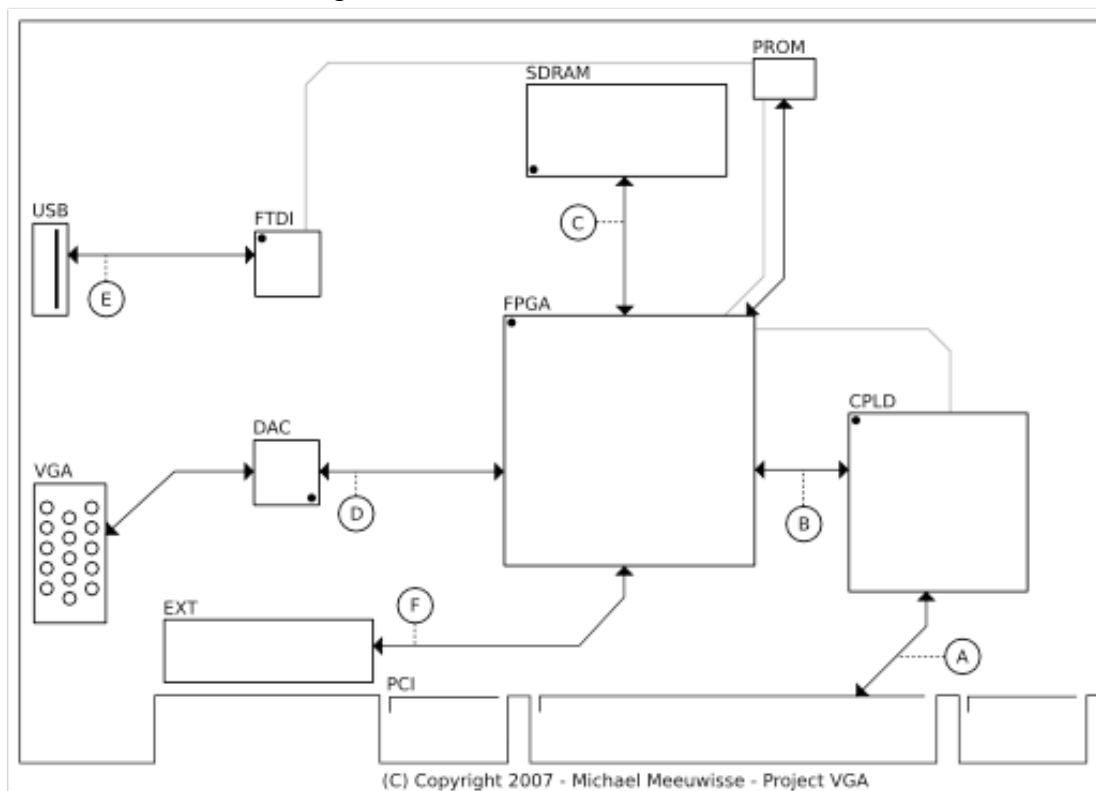 PROM
SDRAM
C
USB
FTDI
E
FPGA
CPLD
DAC
VGA
D
B
F
EXT
A
PCI
(C) Copyright 2007 - Michael Meeuwisse - Project VGA